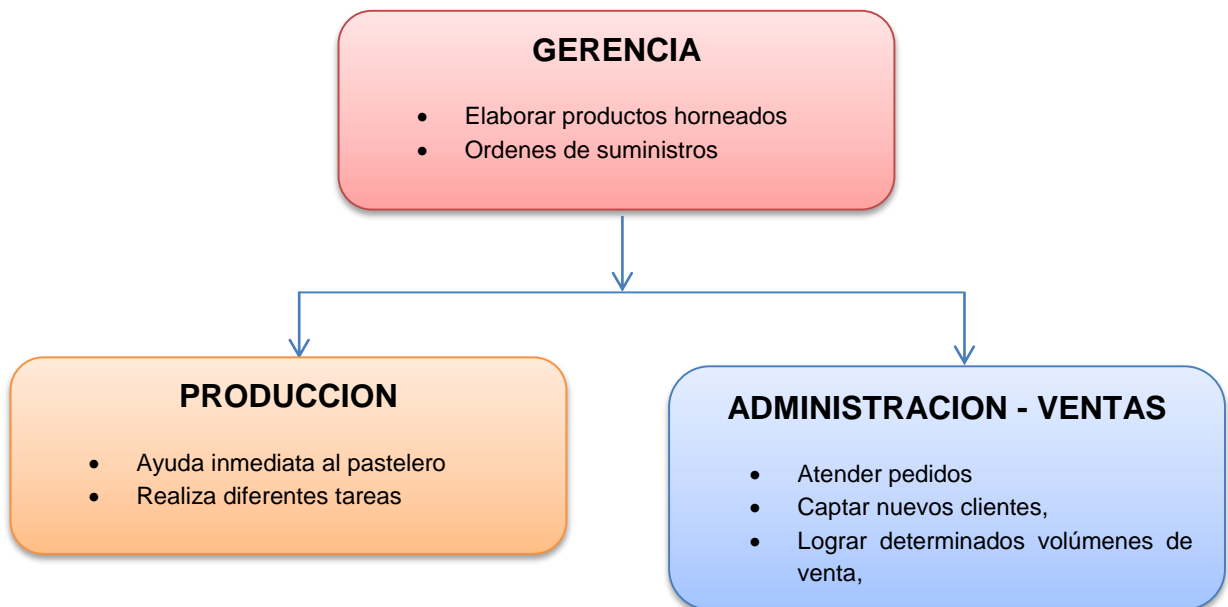 GERENCIA
• Elaborar productos horneados
• Ordenes de suministros
PRODUCCION
• Ayuda inmediata al pastelero
• Realiza diferentes tareas
ADMINISTRACION - VENTAS
• Atender pedidos
• Captar nuevos clientes,
• Lograr determinados volúmenes de
venta,